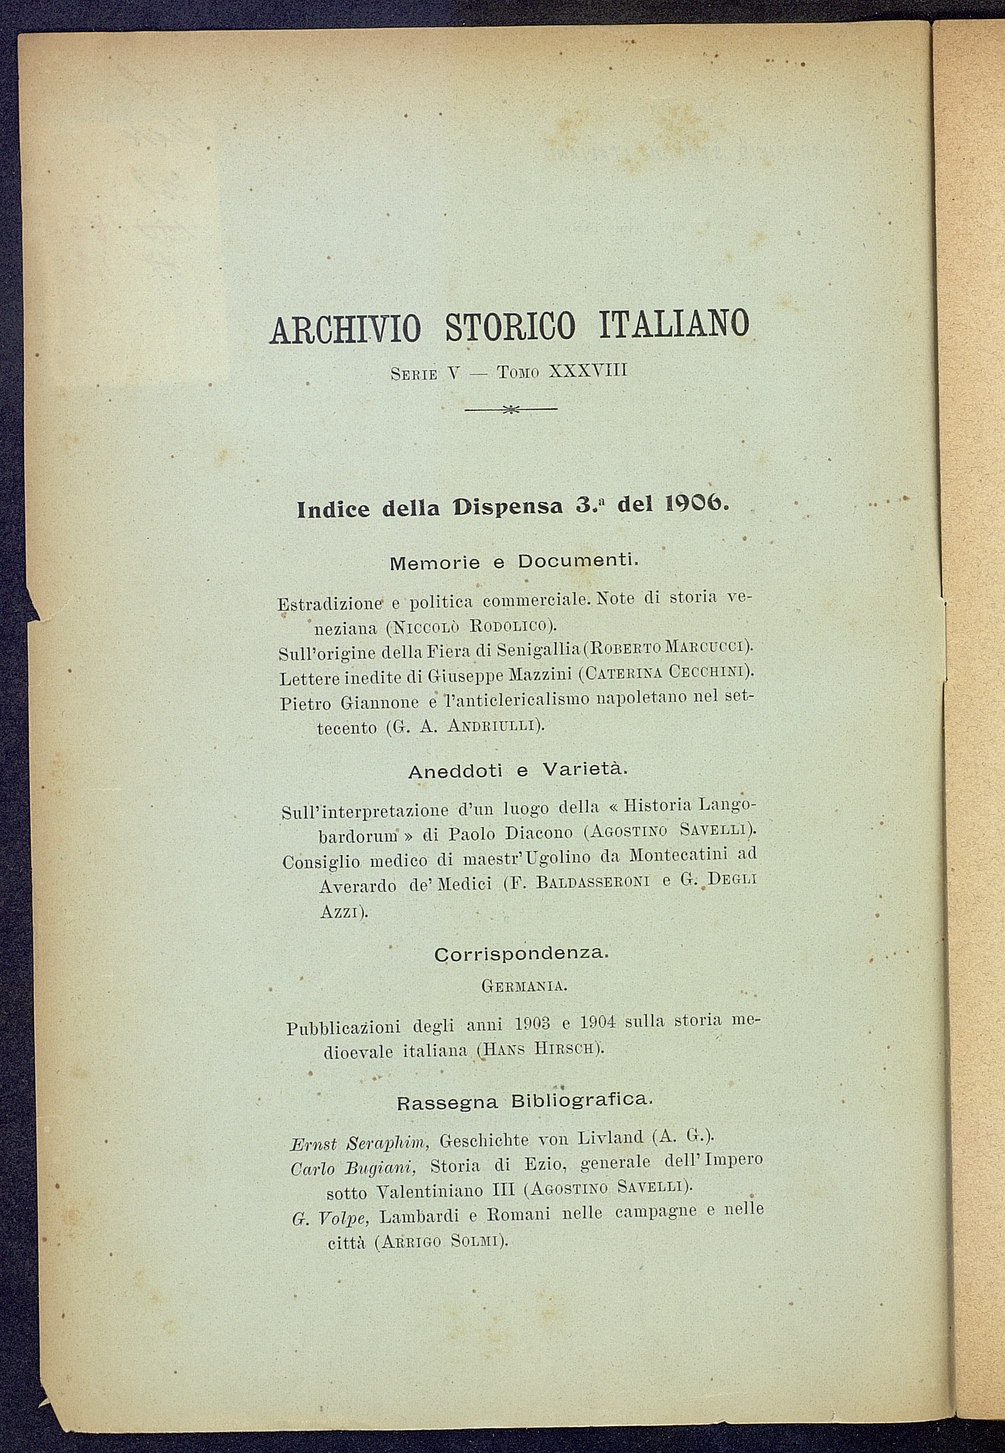 ARCHIVIO STORICO ITALIANO
SERIE V — TOMO XXXVIII
Indice della Dispensa 3.ª del 1906.
Memorie e Documenti.
Estradizione e politica commerciale. Note di storia ve-
neziana (NICCOLÒ RODOLICO).
Sull'origine della Fiera di Senigallia (ROBERTO MARCUCCI).
Lettere inedite di Giuseppe Mazzini (CATERINA CECCHINI).
Pietro Giannone e l'anticlericalismo napoletano nel set-
tecento (G. A. ANDRIULLI).
Aneddoti e Varietà.
Sull'interpretazione d'un luogo della « Historia Lango-
bardorum » di Paolo Diacono (AGOSTINO SAVELLI).
Consiglio medico di maestr' Ugolino da Montecatini ad
Averardo de' Medici (F. BALDASSERONI e G. DEGLI
AZZI).
Corrispondenza.
GERMANIA.
Pubblicazioni degli anni 1903 e 1904 sulla storia me-
dioevale italiana (HANS HIRSCH).
Rassegna Bibliografica.
Ernst Seraphim, Geschichte von Livland (A. G.).
Carlo Bugiani, Storia di Ezio, generale dell' Impero
sotto Valentiniano III (AGOSTINO SAVELLI).
G. Volpe, Lambardi e Romani nelle campagne e nelle
città (ARRIGO SOLMI).